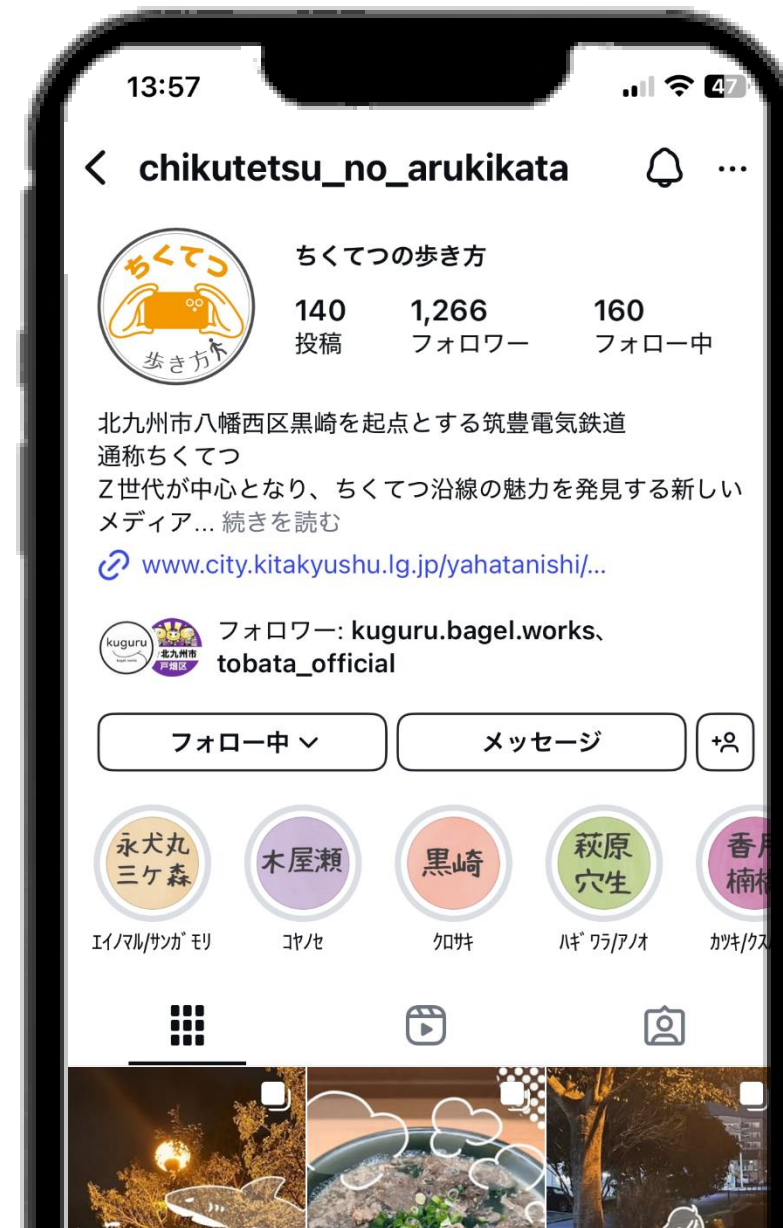 13:57
47
chikutetsu_no_arukikata
ちくてつ
歩き方
ちくてつの歩き方
140
1,266
160
投稿
フォロワー
フォロー中
北九州市八幡西区黒崎を起点とする筑豊電気鉄道
通称ちくてつ
Z世代が中心となり、ちくてつ沿線の魅力を発見する新しい
メディア... 続きを読む
www.city.kitakyushu.lg.jp/yahatanishi/...
kuguru
北九州市
戸畑区
フォロワー: kuguru.bagel.works、
tobata_official
フォロー中
メッセージ
永犬丸
三ケ森
木屋瀬
黒崎
萩原
穴生
香月
楠橋
エイノマル/サンガモリ
コヤノセ
クロサキ
ハギワラ/アノオ
カツキ/クス